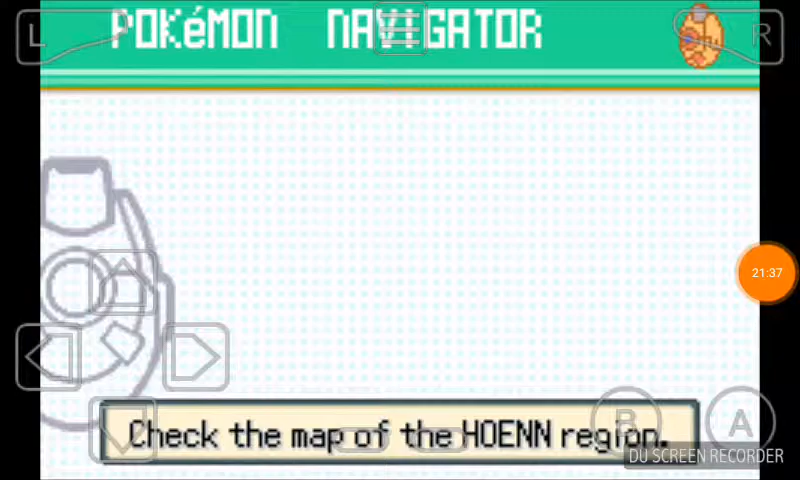 L
POKéMON NAVIGATOR
R
21:37
Check the map of the HOENN region.
B
A
DU SCREEN RECORDER